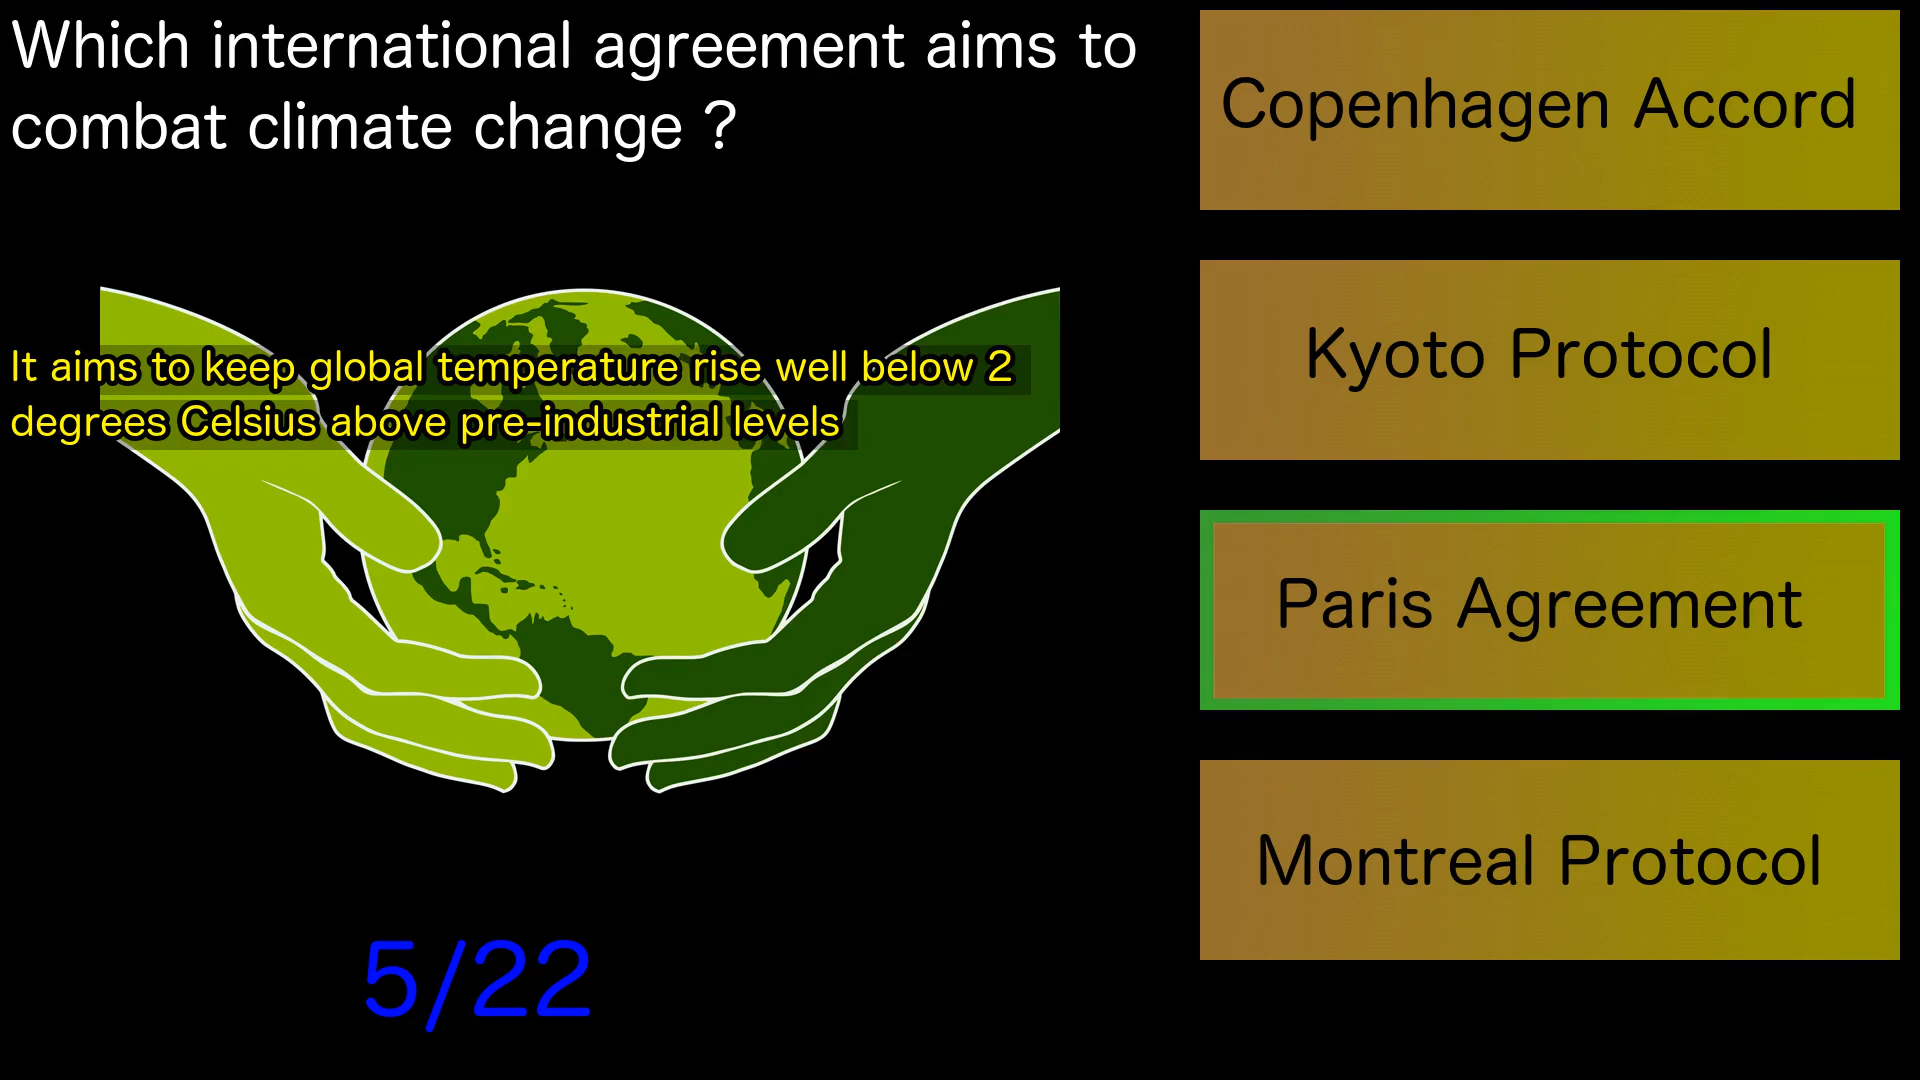 Which international agreement aims to
combat climate change ?
It aims to keep global temperature rise well below 2
degrees Celsius above pre-industrial levels
5/22
Copenhagen Accord
Kyoto Protocol
Paris Agreement
Montreal Protocol